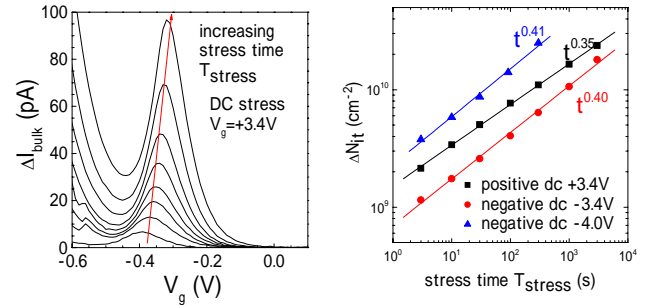 100
80
60
40
20
0
ΔI_bulk (pA)
increasing
stress time
T_stress
DC stress
V_g=+3.4V
-0.6
-0.4
-0.2
0.0
V_g (V)
10^10
10^9
ΔN_it (cm^-2)
t^0.41
t^0.35
t^0.40
positive dc +3.4V
negative dc -3.4V
negative dc -4.0V
10^0
10^1
10^2
10^3
10^4
stress time T_stress (s)